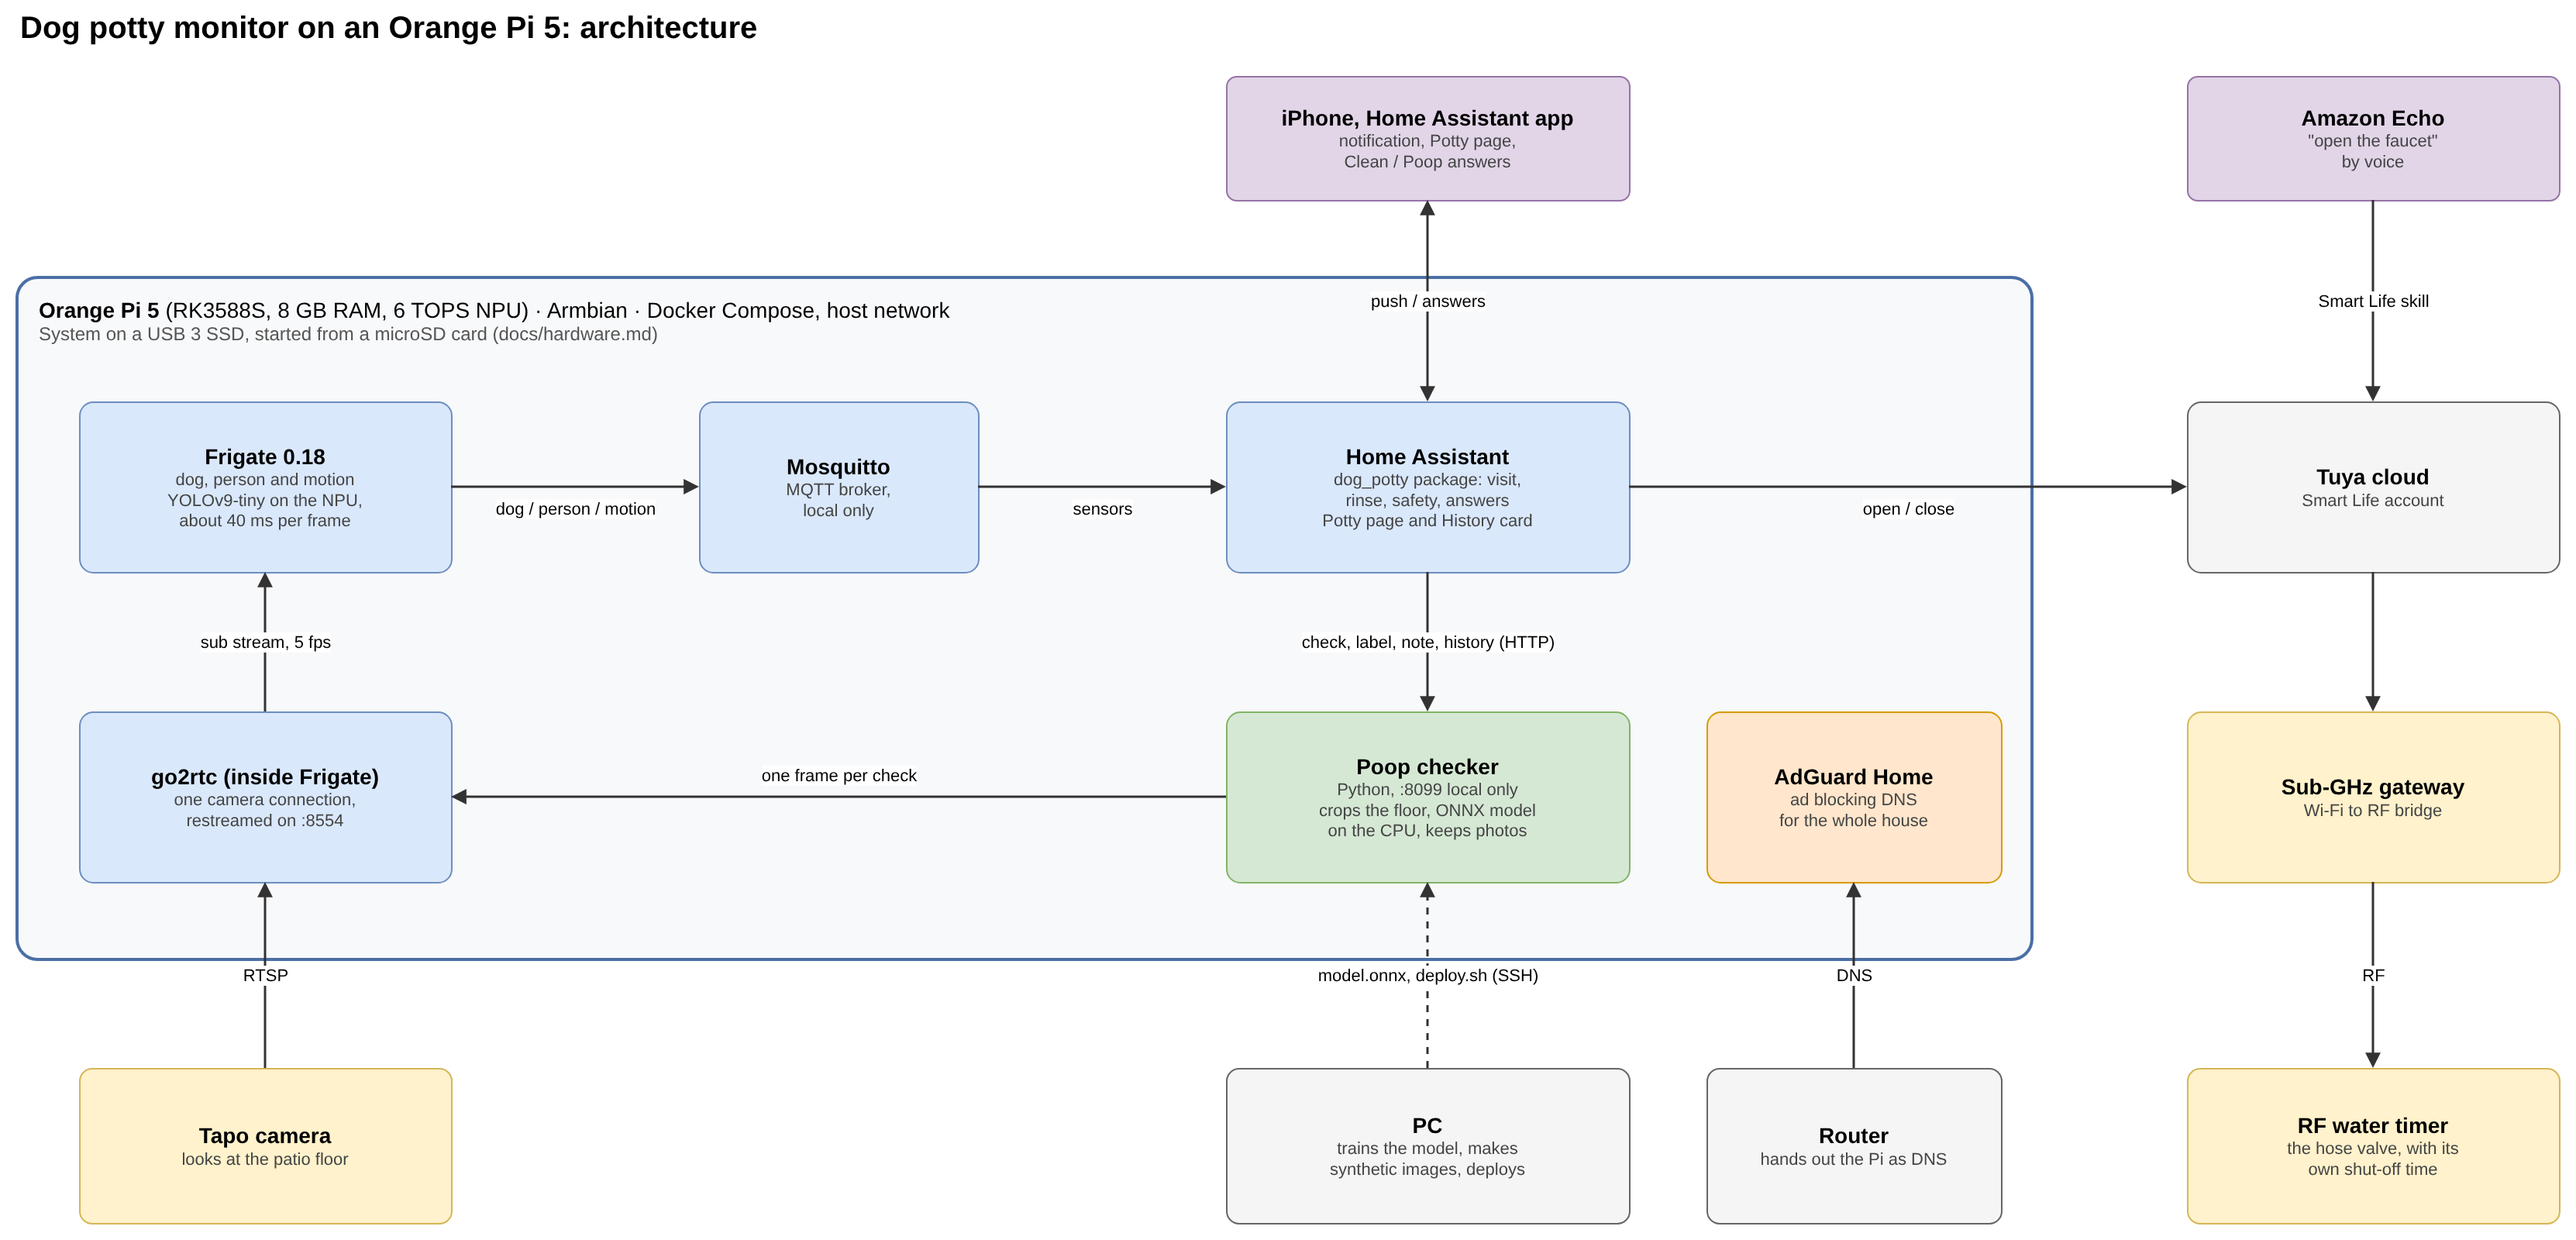 Dog potty monitor on an Orange Pi 5: architecture
iPhone, Home Assistant app
notification, Potty page,
Clean / Poop answers
Amazon Echo
"open the faucet"
by voice
push / answers
Smart Life skill
Orange Pi 5 (RK3588S, 8 GB RAM, 6 TOPS NPU) · Armbian · Docker Compose, host network
System on a USB 3 SSD, started from a microSD card (docs/hardware.md)
Frigate 0.18
dog, person and motion
YOLOv9-tiny on the NPU,
about 40 ms per frame
dog / person / motion
Mosquitto
MQTT broker,
local only
sensors
Home Assistant
dog_potty package: visit,
rinse, safety, answers
Potty page and History card
open / close
Tuya cloud
Smart Life account
sub stream, 5 fps
check, label, note, history (HTTP)
go2rtc (inside Frigate)
one camera connection,
restreamed on :8554
one frame per check
Poop checker
Python, :8099 local only
crops the floor, ONNX model
on the CPU, keeps photos
AdGuard Home
ad blocking DNS
for the whole house
Sub-GHz gateway
Wi-Fi to RF bridge
RTSP
model.onnx, deploy.sh (SSH)
DNS
RF
Tapo camera
looks at the patio floor
PC
trains the model, makes
synthetic images, deploys
Router
hands out the Pi as DNS
RF water timer
the hose valve, with its
own shut-off time